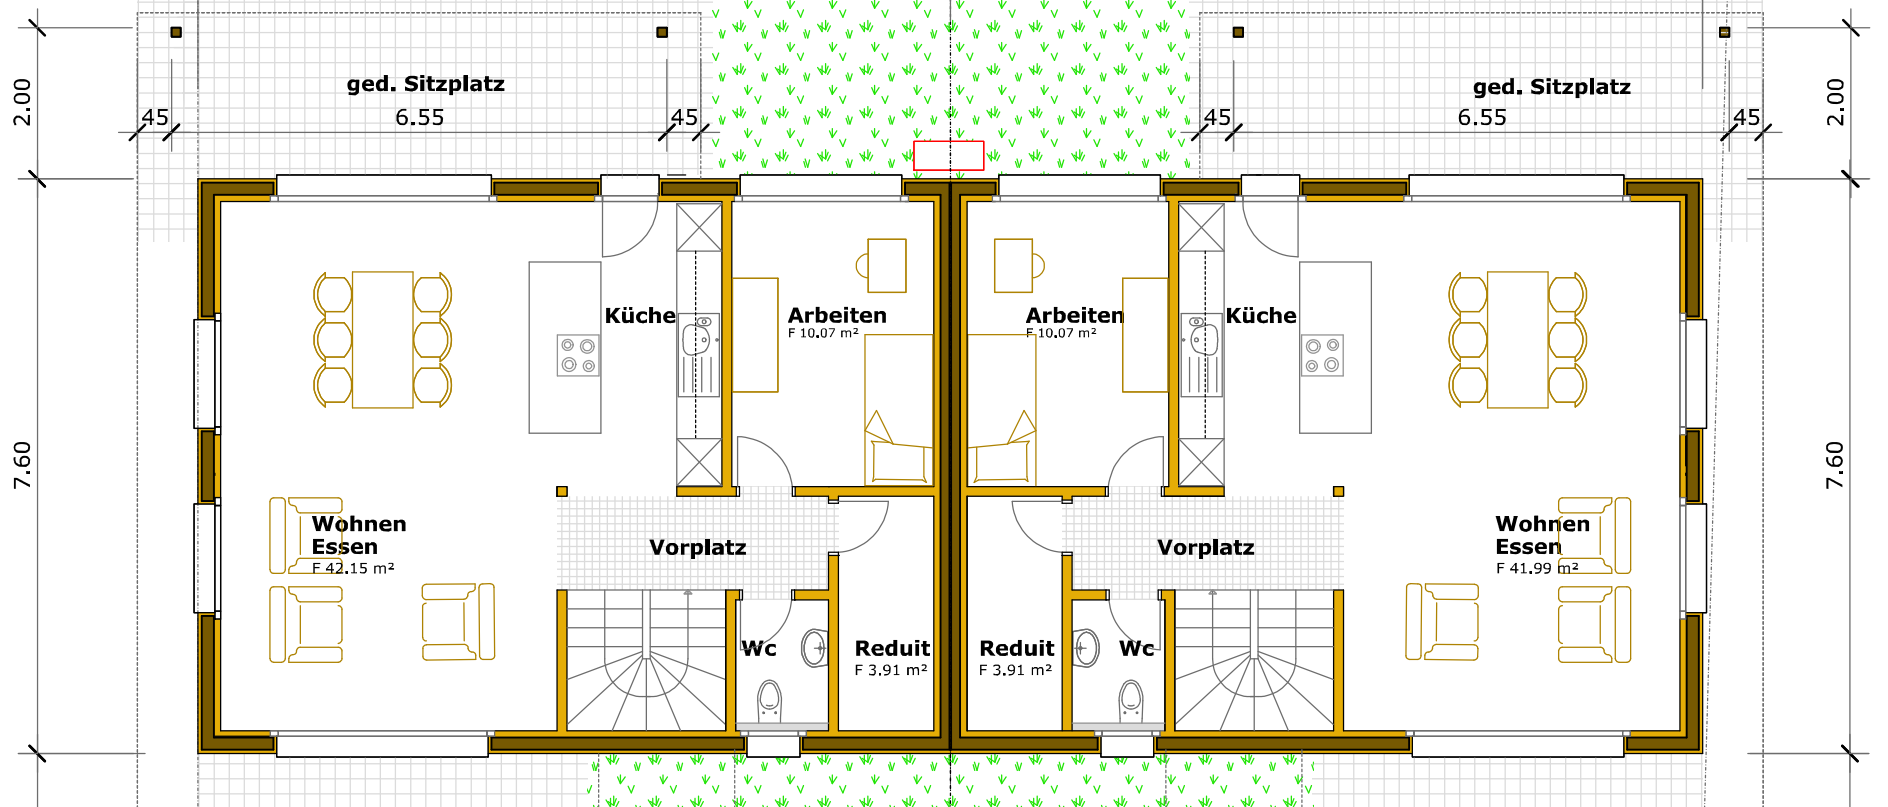 ged. Sitzplatz
ged. Sitzplatz
2.00
45
6.55
45
45
6.55
45
2.00
Küche
Arbeiten
F 10.07 m²
Arbeiten
F 10.07 m²
Küche
7.60
7.60
Wohnen
Essen
F 42.15 m²
Vorplatz
Vorplatz
Wohnen
Essen
F 41.99 m²
Wc
Reduit
F 3.91 m²
Reduit
F 3.91 m²
Wc